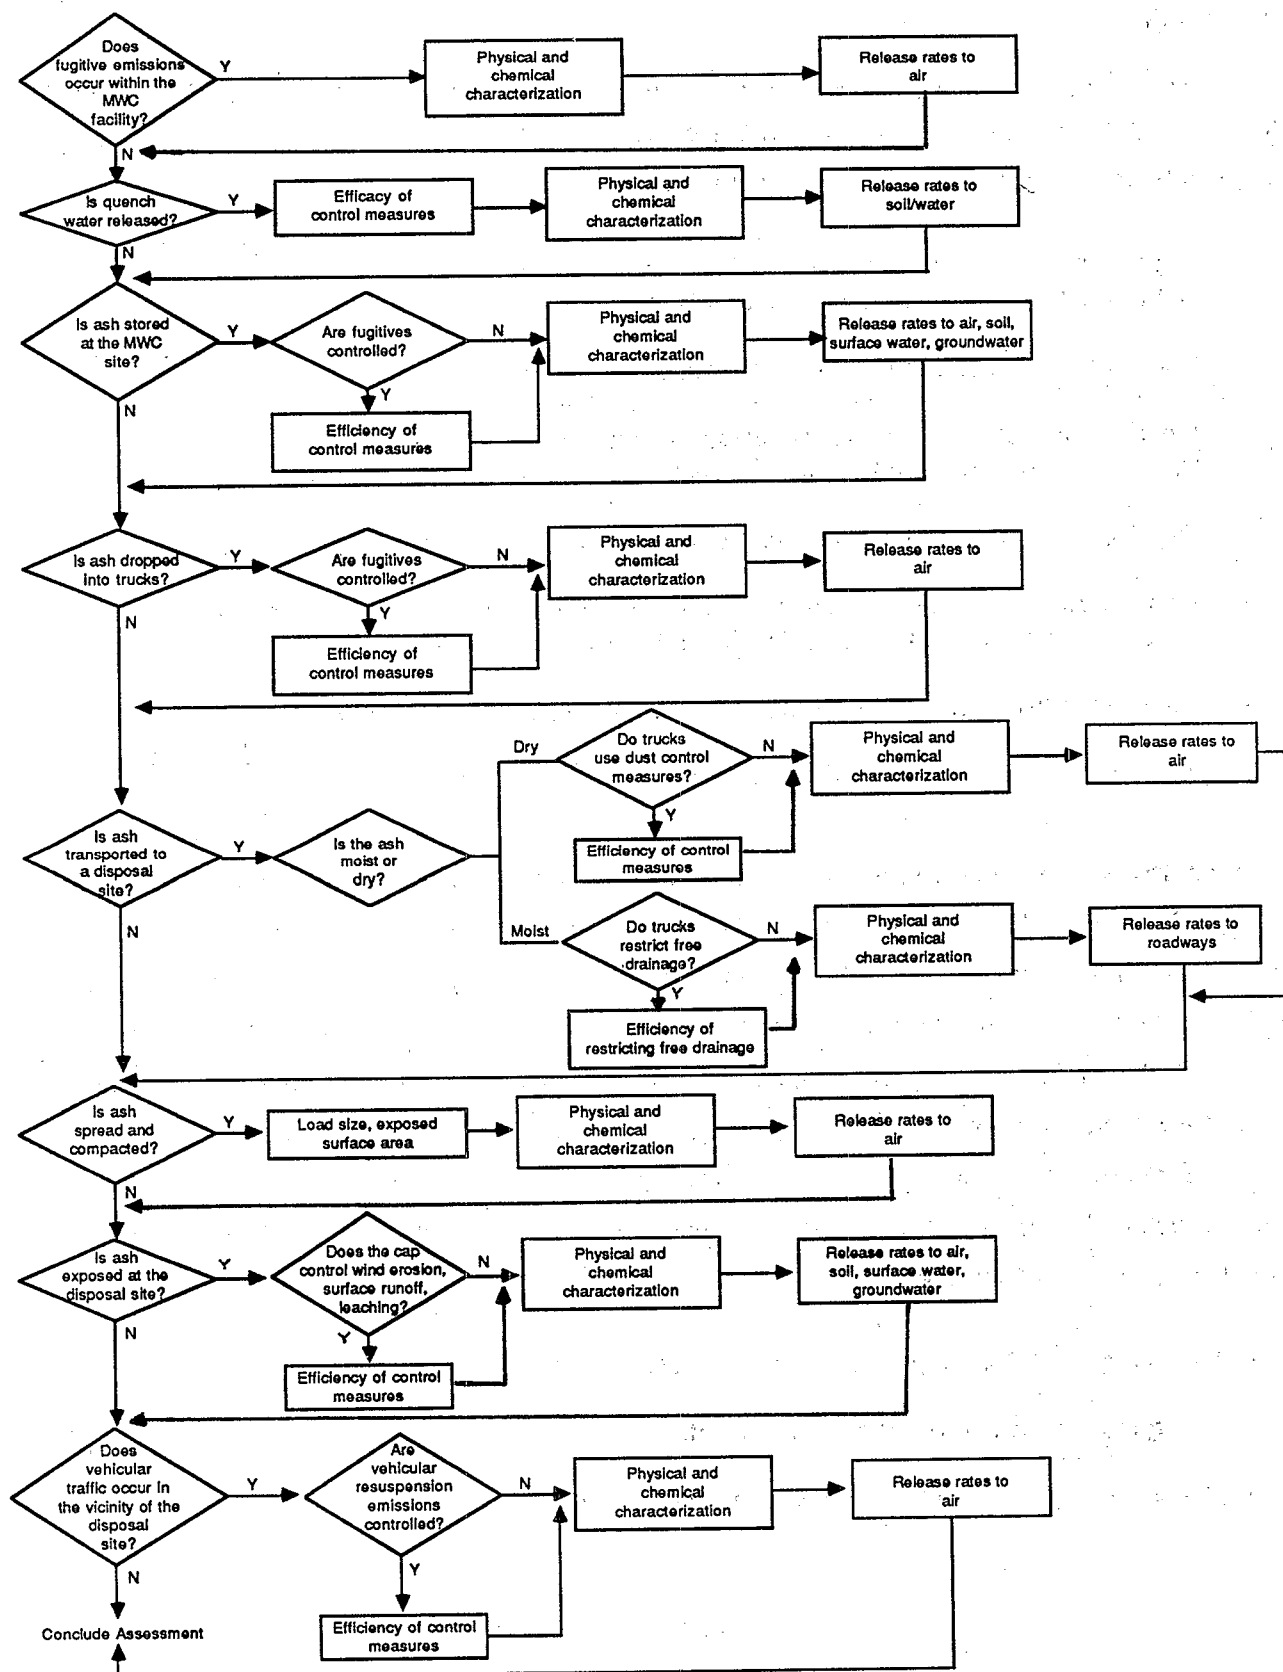 Does
fugitive emissions
occur within the
MWC
facility?
Y
Physical and
chemical
characterization
Release rates to
air
N
Is quench
water released?
Y
Efficacy of
control measures
Physical and
chemical
characterization
Release rates to
soil/water
N
Is ash stored
at the MWC
site?
Y
Are fugitives
controlled?
N
Physical and
chemical
characterization
Release rates to air, soil,
surface water, groundwater
Y
N
Efficiency of
control measures
Is ash dropped
into trucks?
Y
Are fugitives
controlled?
N
Physical and
chemical
characterization
Release rates to
air
Y
N
Efficiency of
control measures
Dry
Do trucks
use dust control
measures?
N
Physical and
chemical
characterization
Release rates to
air
Y
Efficiency of control
measures
Is ash
transported to
a disposal
site?
Y
Is the ash
moist or
dry?
N
Moist
Do trucks
restrict free
drainage?
N
Physical and
chemical
characterization
Release rates to
roadways
Y
Efficiency of
restricting free drainage
Is ash
spread and
compacted?
Y
Load size, exposed
surface area
Physical and
chemical
characterization
Release rates to
air
N
Is ash
exposed at the
disposal site?
Y
Does the cap
control wind erosion,
surface runoff,
leaching?
N
Physical and
chemical
characterization
Release rates to air,
soil, surface water,
groundwater
N
Y
Efficiency of control
measures
Does
vehicular
traffic occur in
the vicinity of the
disposal
site?
Y
Are
vehicular
resuspension
emissions
controlled?
N
Physical and
chemical
characterization
Release rates to
air
N
Y
Efficiency of control
measures
Conclude Assessment